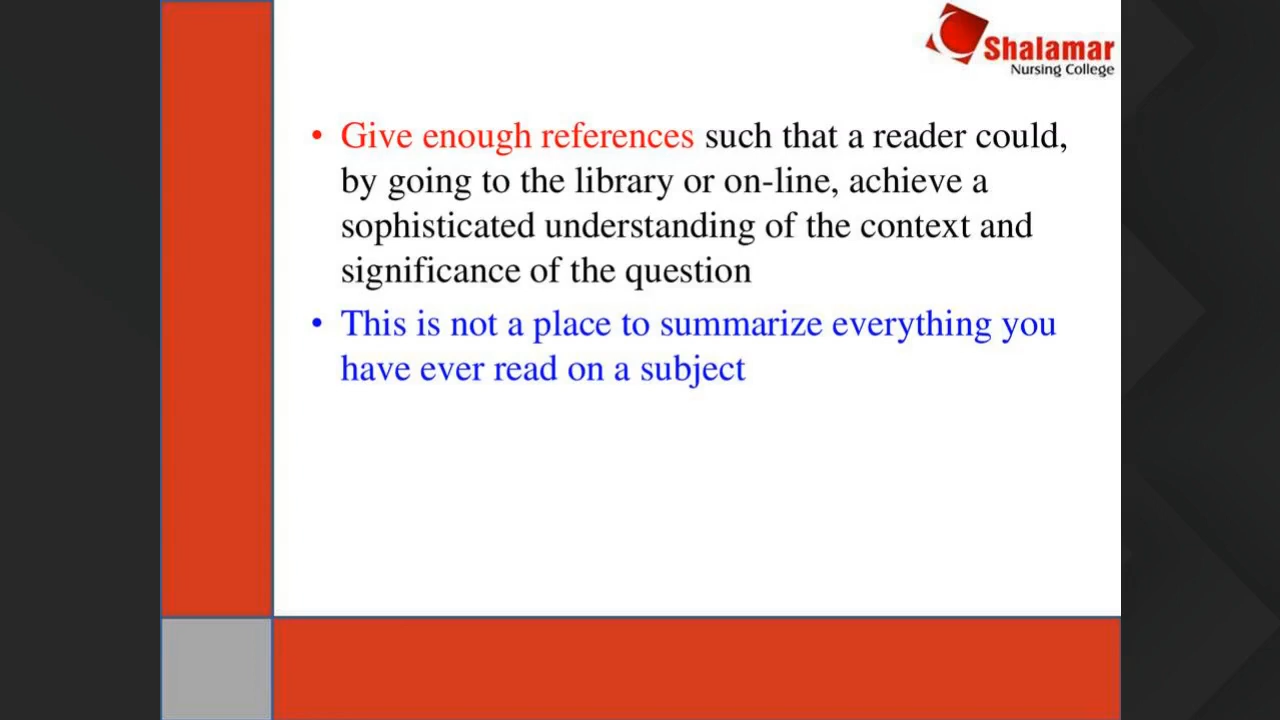 Shalamar
Nursing College
• Give enough references such that a reader could,
by going to the library or on-line, achieve a
sophisticated understanding of the context and
significance of the question
• This is not a place to summarize everything you
have ever read on a subject